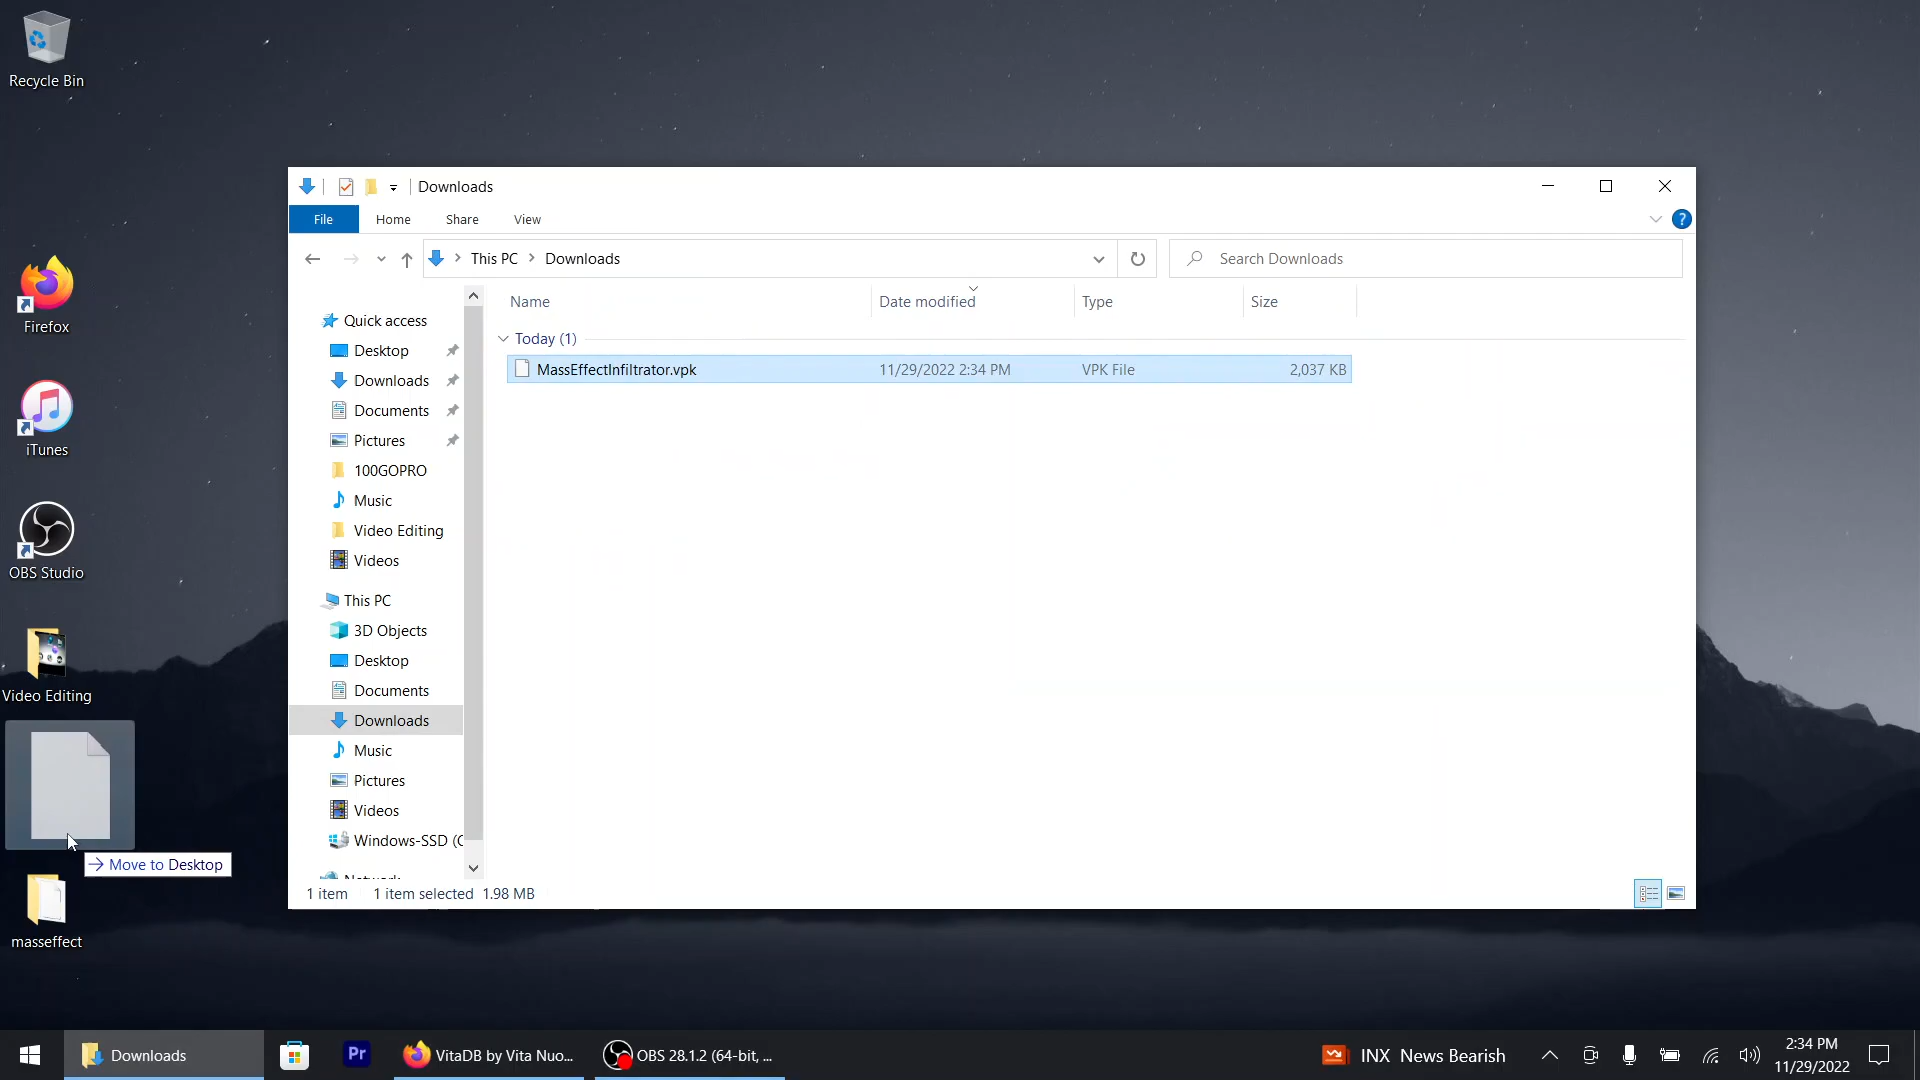 Recycle Bin
Firefox
iTunes
OBS Studio
Video Editing
Move to Desktop
masseffect
Downloads
File
Home
Share
View
?
This PC
Downloads
Search Downloads
Name
Date modified
Type
Size
Today (1)
MassEffectInfiltrator.vpk
11/29/2022 2:34 PM
VPK File
2,037 KB
Quick access
Desktop
Downloads
Documents
Pictures
100GOPRO
Music
Video Editing
Videos
This PC
3D Objects
Desktop
Documents
Downloads
Music
Pictures
Videos
Windows-SSD (C
1 item
1 item selected 1.98 MB
Downloads
Pr
VitaDB by Vita Nuo...
OBS 28.1.2 (64-bit, ...
INX News Bearish
2:34 PM
11/29/2022